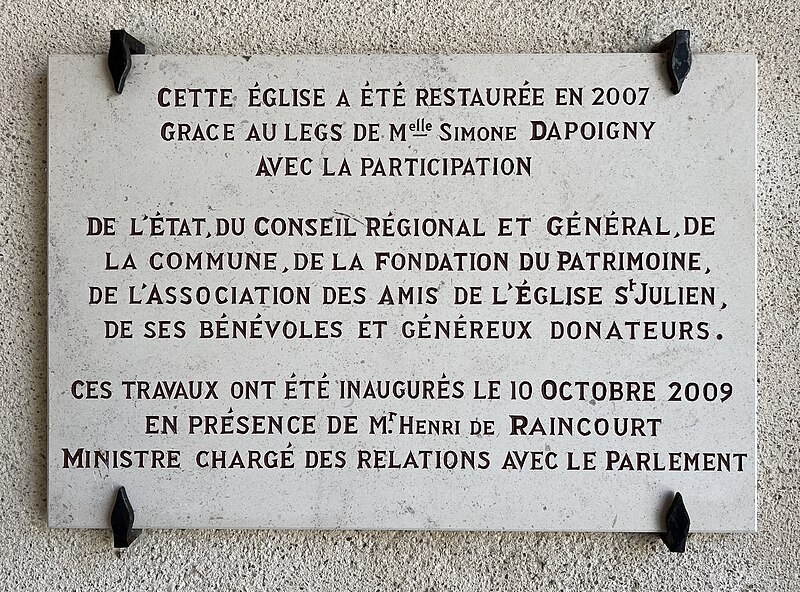 CETTE ÉGLISE A ÉTÉ RESTAURÉE EN 2007
GRACE AU LEGS DE Melle SIMONE DAPOIGNY
AVEC LA PARTICIPATION
DE L'ÉTAT, DU CONSEIL RÉGIONAL ET GÉNÉRAL, DE
LA COMMUNE, DE LA FONDATION DU PATRIMOINE,
DE L'ASSOCIATION DES AMIS DE L'ÉGLISE St JULIEN,
DE SES BÉNÉVOLES ET GÉNÉREUX DONATEURS.
CES TRAVAUX ONT ÉTÉ INAUGURÉS LE 10 OCTOBRE 2009
EN PRÉSENCE DE Mr. HENRI DE RAINCOURT
MINISTRE CHARGÉ DES RELATIONS AVEC LE PARLEMENT